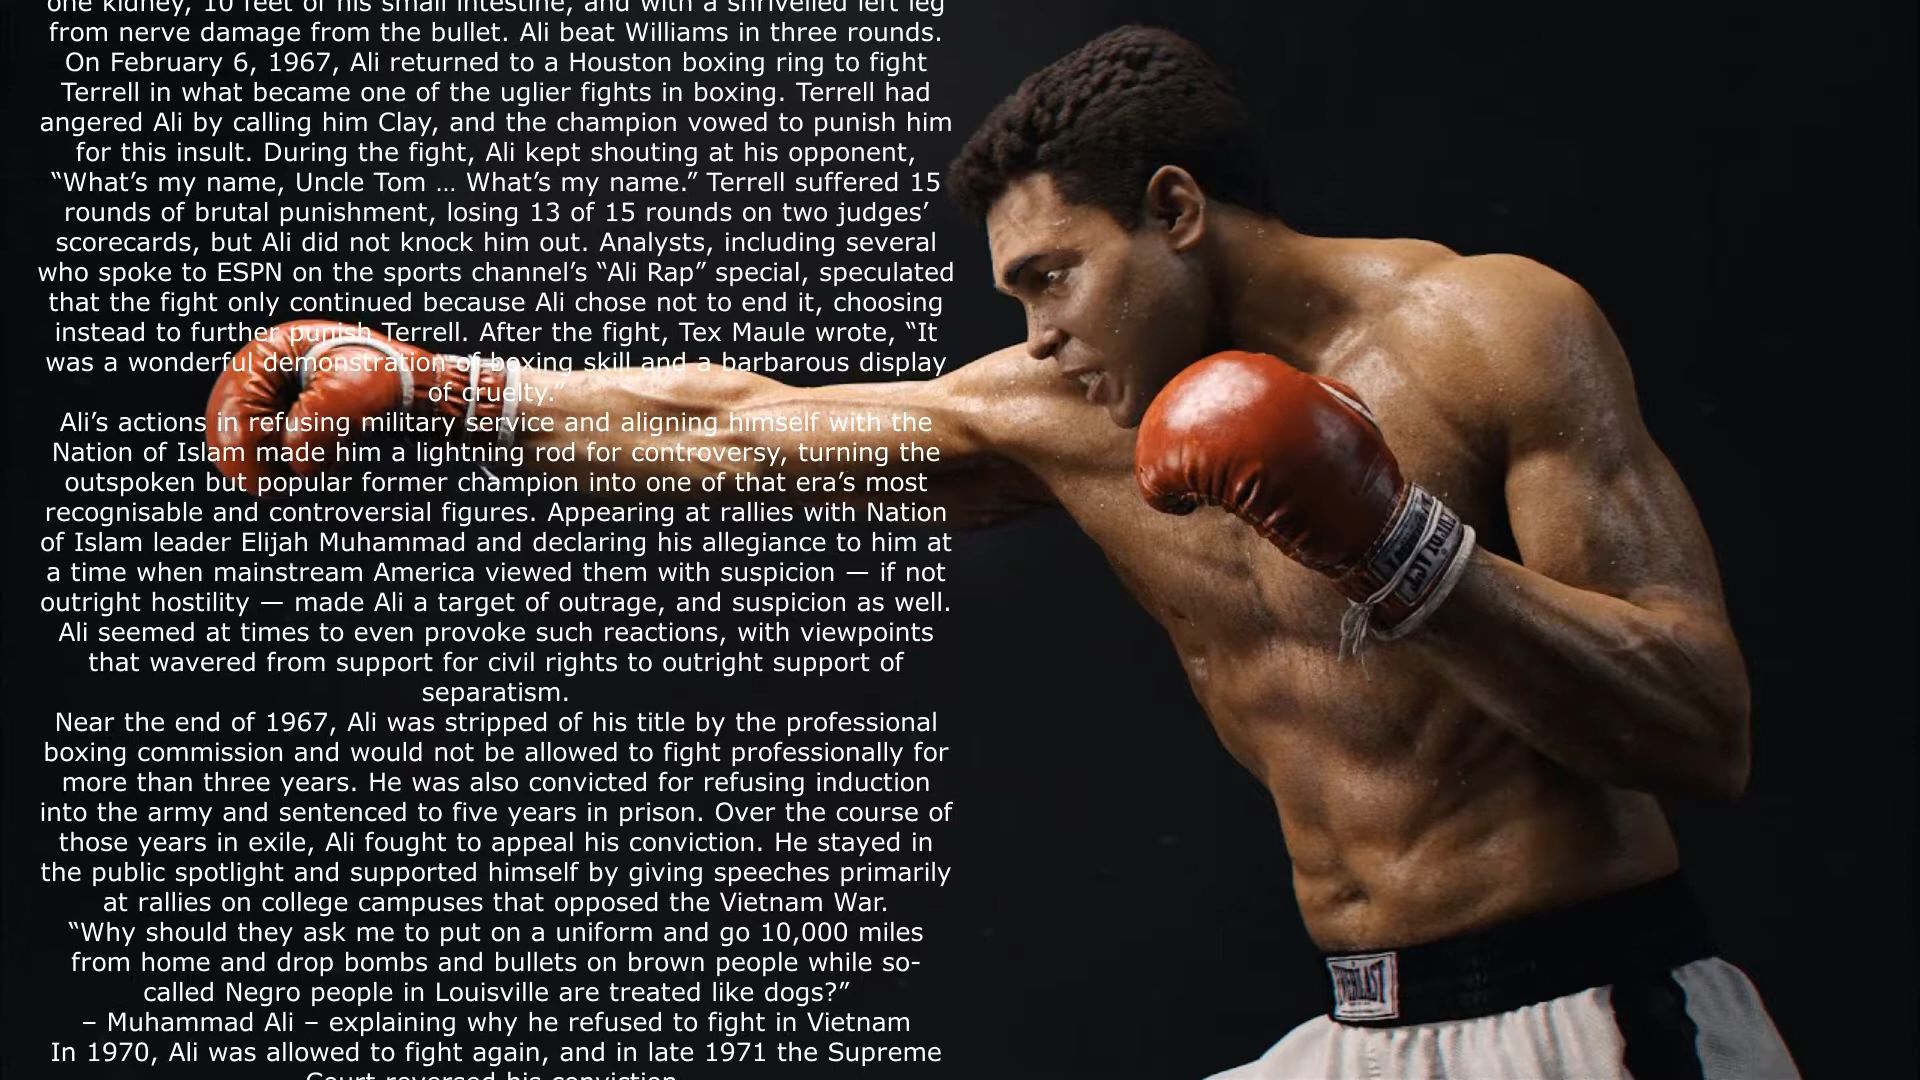 one kidney, 10 feet of his small intestine, and with a shrivelled left leg
from nerve damage from the bullet. Ali beat Williams in three rounds.
On February 6, 1967, Ali returned to a Houston boxing ring to fight
Terrell in what became one of the uglier fights in boxing. Terrell had
angered Ali by calling him Clay, and the champion vowed to punish him
for this insult. During the fight, Ali kept shouting at his opponent,
“What’s my name, Uncle Tom … What’s my name.” Terrell suffered 15
rounds of brutal punishment, losing 13 of 15 rounds on two judges’
scorecards, but Ali did not knock him out. Analysts, including several
who spoke to ESPN on the sports channel’s “Ali Rap” special, speculated
that the fight only continued because Ali chose not to end it, choosing
instead to further punish Terrell. After the fight, Tex Maule wrote, “It
was a wonderful demonstration of boxing skill and a barbarous display
of cruelty.”
Ali’s actions in refusing military service and aligning himself with the
Nation of Islam made him a lightning rod for controversy, turning the
outspoken but popular former champion into one of that era’s most
recognisable and controversial figures. Appearing at rallies with Nation
of Islam leader Elijah Muhammad and declaring his allegiance to him at
a time when mainstream America viewed them with suspicion — if not
outright hostility — made Ali a target of outrage, and suspicion as well.
Ali seemed at times to even provoke such reactions, with viewpoints
that wavered from support for civil rights to outright support of
separatism.
Near the end of 1967, Ali was stripped of his title by the professional
boxing commission and would not be allowed to fight professionally for
more than three years. He was also convicted for refusing induction
into the army and sentenced to five years in prison. Over the course of
those years in exile, Ali fought to appeal his conviction. He stayed in
the public spotlight and supported himself by giving speeches primarily
at rallies on college campuses that opposed the Vietnam War.
“Why should they ask me to put on a uniform and go 10,000 miles
from home and drop bombs and bullets on brown people while so-
called Negro people in Louisville are treated like dogs?”
– Muhammad Ali – explaining why he refused to fight in Vietnam
In 1970, Ali was allowed to fight again, and in late 1971 the Supreme
Court reversed his conviction.
EVERLAST